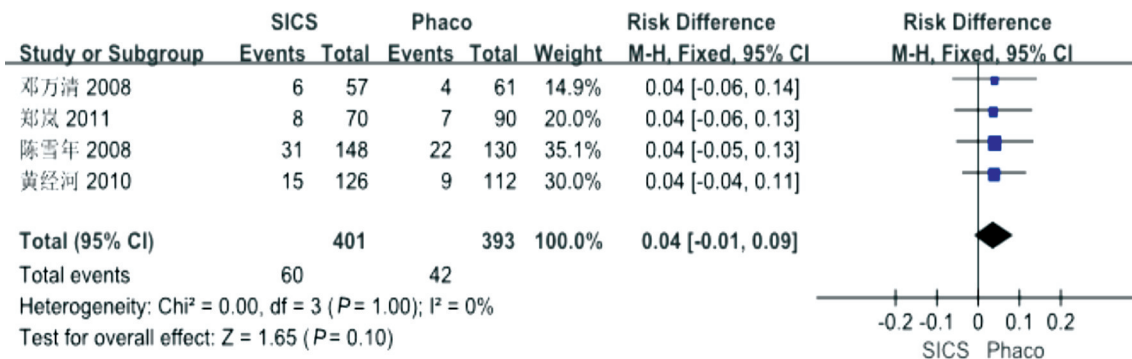 SICS Phaco Risk Difference Risk Difference
Study or Subgroup Events Total Events Total Weight M-H, Fixed, 95% CI M-H, Fixed, 95% CI
邓万清 2008 6 57 4 61 14.9% 0.04 [-0.06, 0.14]
郑岚 2011 8 70 7 90 20.0% 0.04 [-0.06, 0.13]
陈雪年 2008 31 148 22 130 35.1% 0.04 [-0.05, 0.13]
黄经河 2010 15 126 9 112 30.0% 0.04 [-0.04, 0.11]
Total (95% CI) 401 393 100.0% 0.04 [-0.01, 0.09]
Total events 60 42
Heterogeneity: Chi² = 0.00, df = 3 (P = 1.00); I² = 0%
Test for overall effect: Z = 1.65 (P = 0.10)
-0.2 -0.1 0 0.1 0.2
SICS Phaco